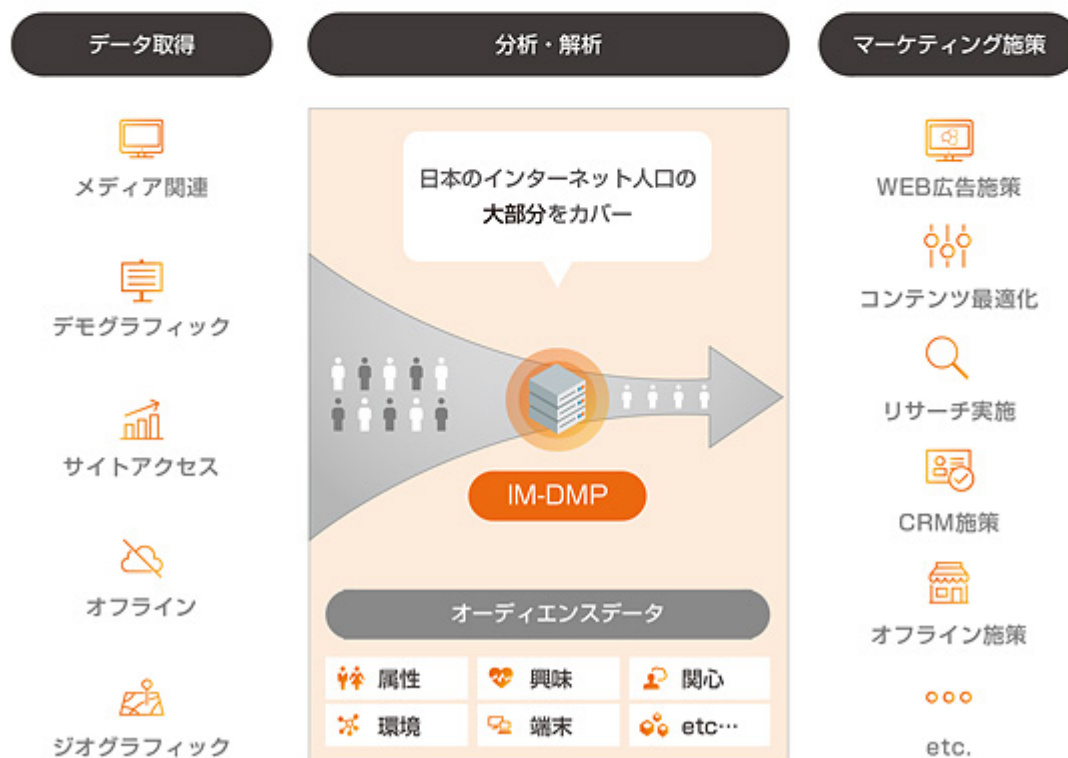 データ取得
メディア関連
デモグラフィック
サイトアクセス
オフライン
ジオグラフィック
分析・解析
日本のインターネット人口の
大部分をカバー
IM-DMP
オーディエンスデータ
属性
興味
関心
環境
端末
etc…
マーケティング施策
WEB広告施策
コンテンツ最適化
リサーチ実施
CRM施策
オフライン施策
etc.